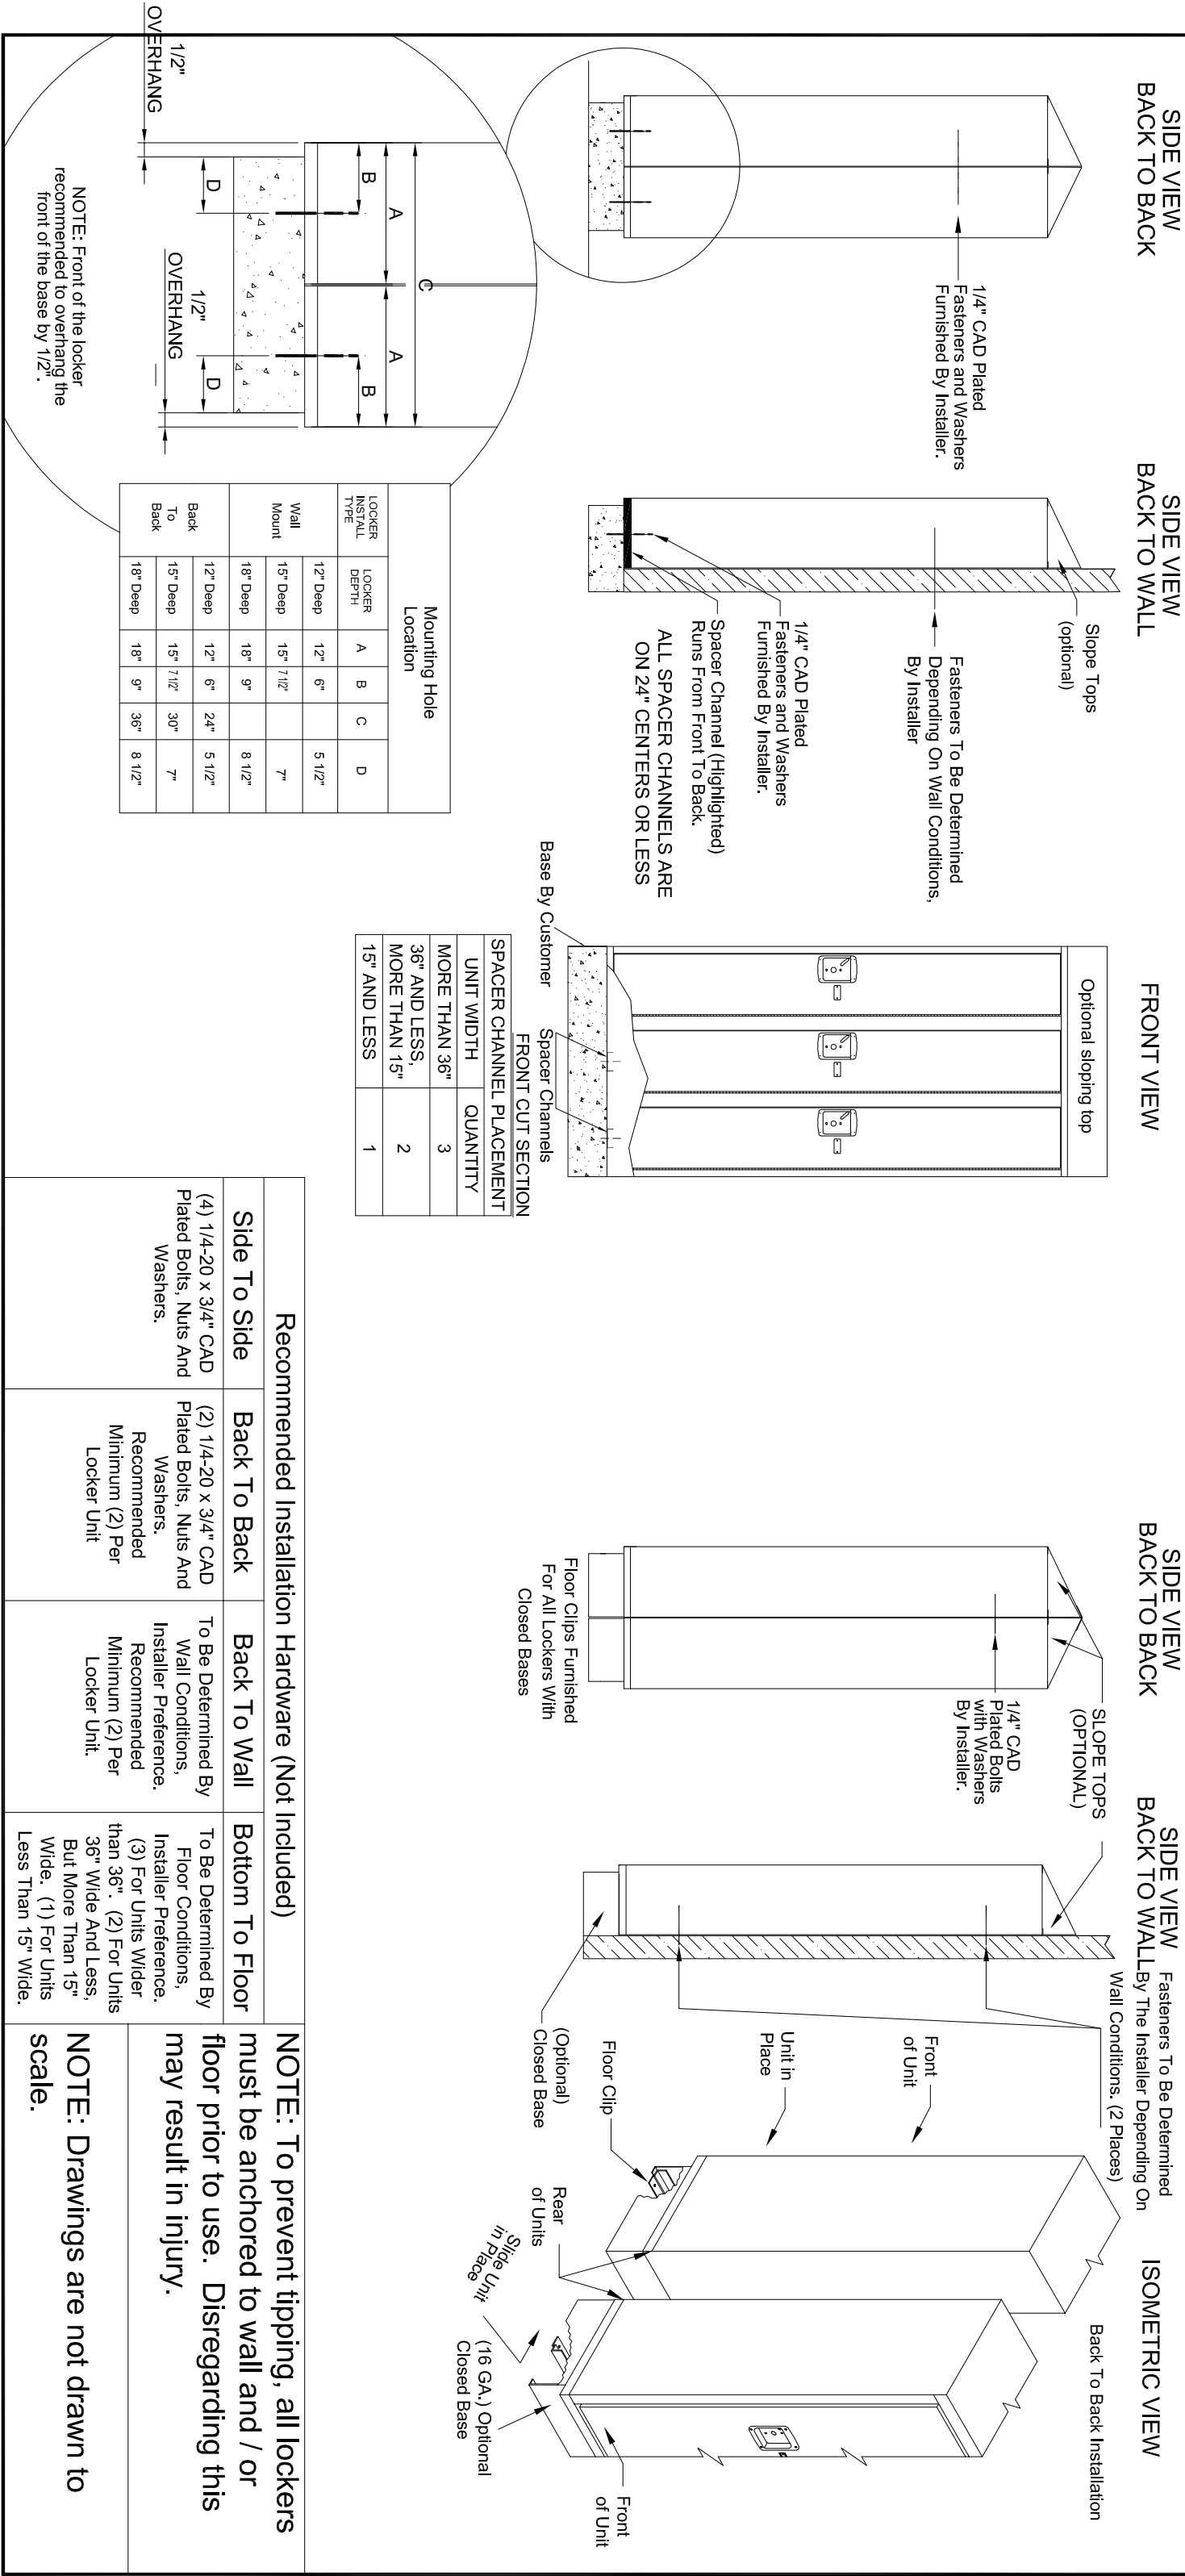 SIDE VIEW
BACK TO BACK
1/4" CAD Plated
Fasteners and Washers
Furnished By Installer.
1/2"
OVERHANG
B
A
C
A
B
D
D
1/2"
OVERHANG
NOTE: Front of the locker
recommended to overhang the
front of the base by 1/2".
SIDE VIEW
BACK TO WALL
Slope Tops
(optional)
Fasteners To Be Determined
Depending On Wall Conditions,
By Installer
1/4" CAD Plated
Fasteners and Washers
Furnished By Installer.
Spacer Channel (Highlighted)
Runs From Front To Back.
ALL SPACER CHANNELS ARE
ON 24" CENTERS OR LESS
Mounting Hole
Location
LOCKER INSTALL TYPE LOCKER DEPTH A B C D
Wall Mount
12" Deep 12" 6" 5 1/2"
15" Deep 15" 7 1/2" 7"
18" Deep 18" 9" 8 1/2"
Back To Back
12" Deep 12" 6" 24" 5 1/2"
15" Deep 15" 7 1/2" 30" 7"
18" Deep 18" 9" 36" 8 1/2"
FRONT VIEW
Optional sloping top
Base By Customer
Spacer Channels
FRONT CUT SECTION
SPACER CHANNEL PLACEMENT
UNIT WIDTH QUANTITY
MORE THAN 36" 3
36" AND LESS,
MORE THAN 15" 2
15" AND LESS 1
SIDE VIEW
BACK TO BACK
SLOPE TOPS
(OPTIONAL)
1/4" CAD
Plated Bolts
with Washers
By Installer.
Floor Clips Furnished
For All Lockers With
Closed Bases
SIDE VIEW
BACK TO WALL
Fasteners To Be Determined
By The Installer Depending On
Wall Conditions. (2 Places)
(Optional)
Closed Base
ISOMETRIC VIEW
Back To Back Installation
Front
of Unit
Unit in
Place
Floor Clip
Rear
of Units
Slide Unit
in Place
(16 GA.) Optional
Closed Base
Front
of Unit
Recommended Installation Hardware (Not Included)
Side To Side
(4) 1/4-20 x 3/4" CAD
Plated Bolts, Nuts And
Washers.
Back To Back
(2) 1/4-20 x 3/4" CAD
Plated Bolts, Nuts And
Washers.
Recommended
Minimum (2) Per
Locker Unit
Back To Wall
To Be Determined By
Wall Conditions,
Installer Preference.
Recommended
Minimum (2) Per
Locker Unit.
Bottom To Floor
To Be Determined By
Floor Conditions,
Installer Preference.
(3) For Units Wider
than 36". (2) For Units
36" Wide And Less,
But More Than 15"
Wide. (1) For Units
Less Than 15" Wide.
NOTE: To prevent tipping, all lockers
must be anchored to wall and / or
floor prior to use. Disregarding this
may result in injury.
NOTE: Drawings are not drawn to
scale.